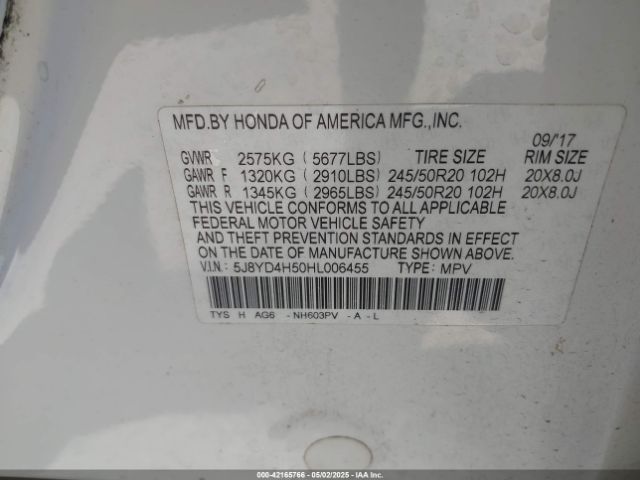 MFD.BY HONDA OF AMERICA MFG.,INC.
09/'17
GVWR 2575KG ( 5677LBS) TIRE SIZE RIM SIZE
GAWR F 1320KG ( 2910LBS) 245/50R20 102H 20X8.0J
GAWR R 1345KG ( 2965LBS) 245/50R20 102H 20X8.0J
THIS VEHICLE CONFORMS TO ALL APPLICABLE
FEDERAL MOTOR VEHICLE SAFETY
AND THEFT PREVENTION STANDARDS IN EFFECT
ON THE DATE OF MANUFACTURE SHOWN ABOVE.
V.I.N.: 5J8YD4H50HL006455 TYPE: MPV
TYS H AG6 -NH603PV -A -L
000-42165766 - 05/02/2025 - IAAHTTPS.COM